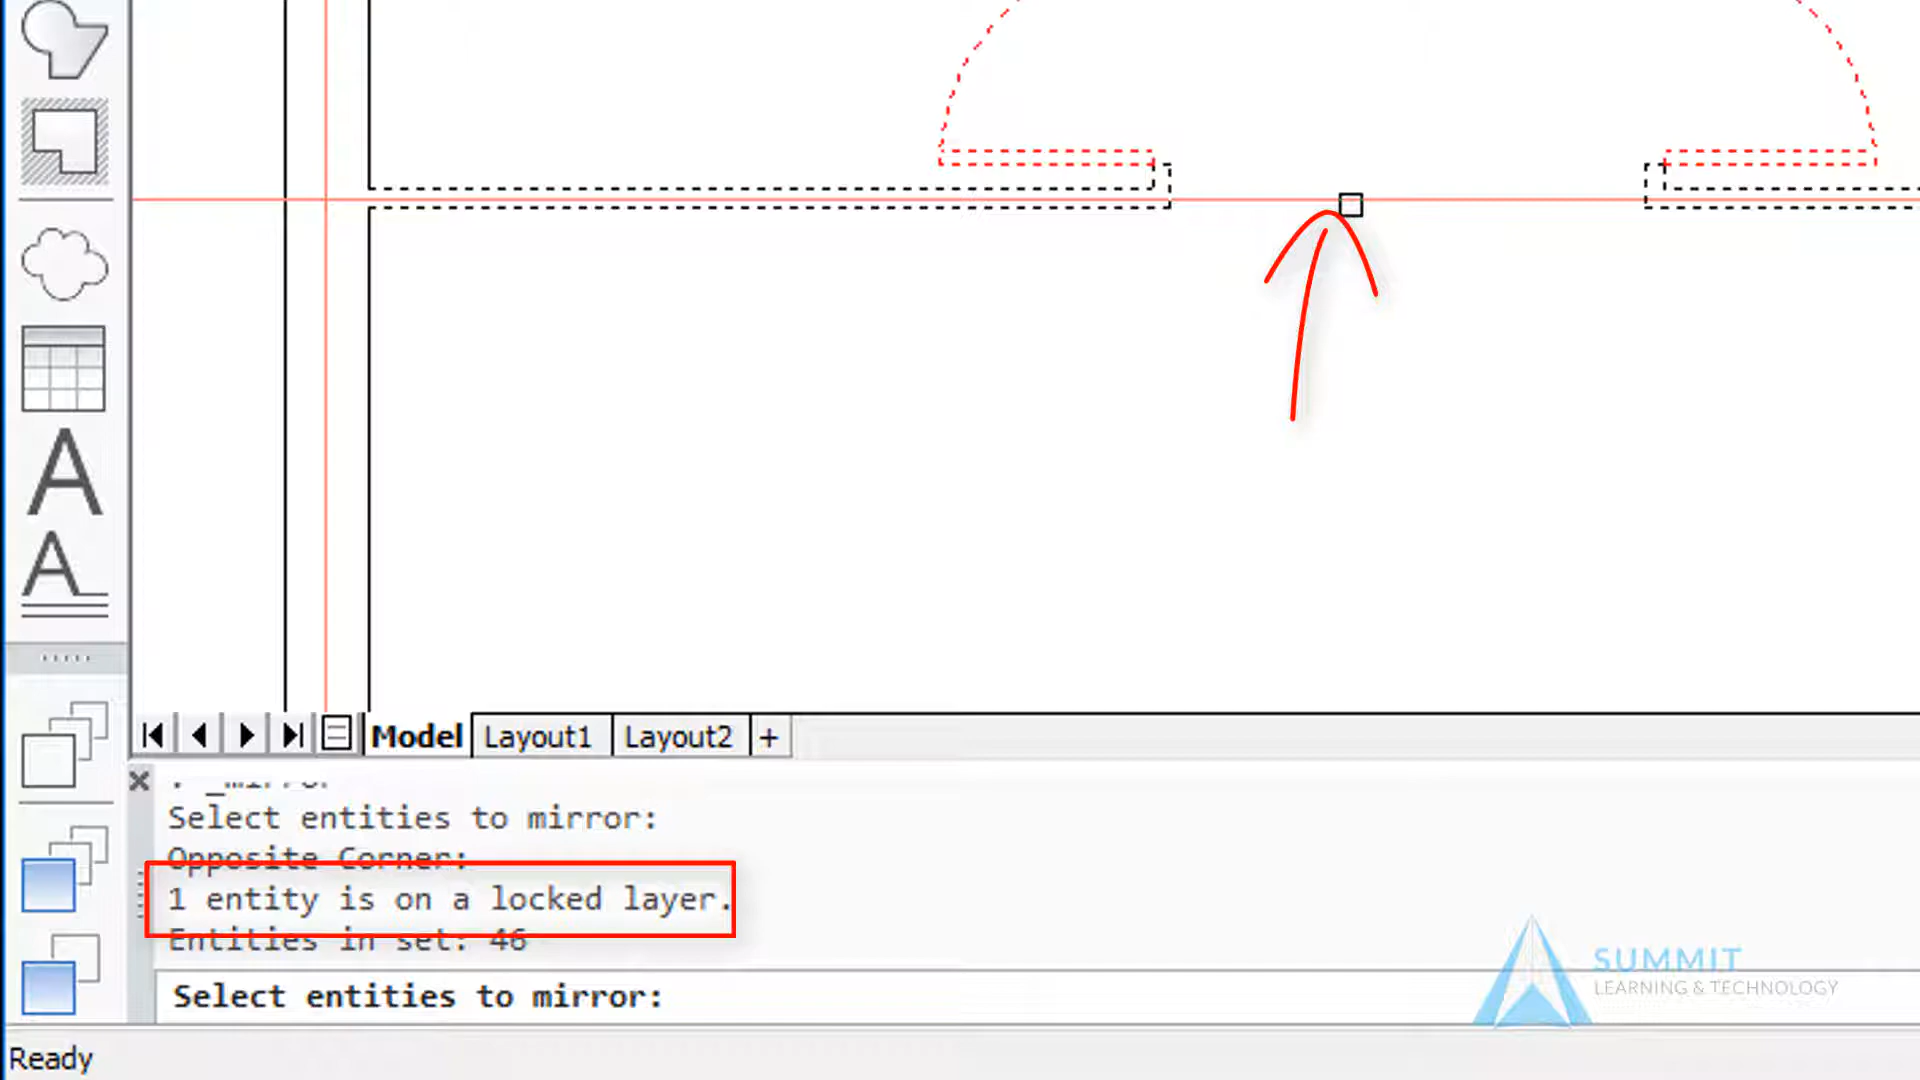 Model Layout1 Layout2 +
: _mirror
Select entities to mirror:
Opposite Corner:
1 entity is on a locked layer.
Entities in set: 46
Select entities to mirror:
SUMMIT
LEARNING & TECHNOLOGY
Ready